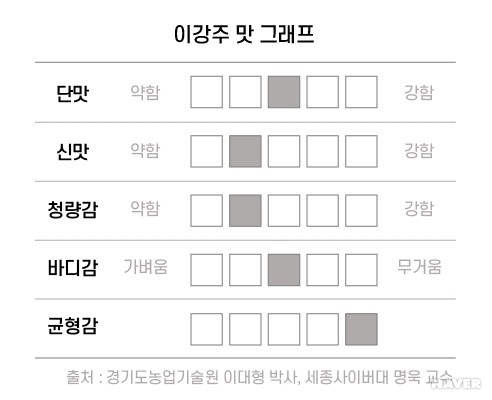 이강주 맛 그래프
단맛 약함 강함
신맛 약함 강함
청량감 약함 강함
바디감 가벼움 무거움
균형감
출처 : 경기도농업기술원 이대형 박사, 세종사이버대 명욱 교수
NAVER